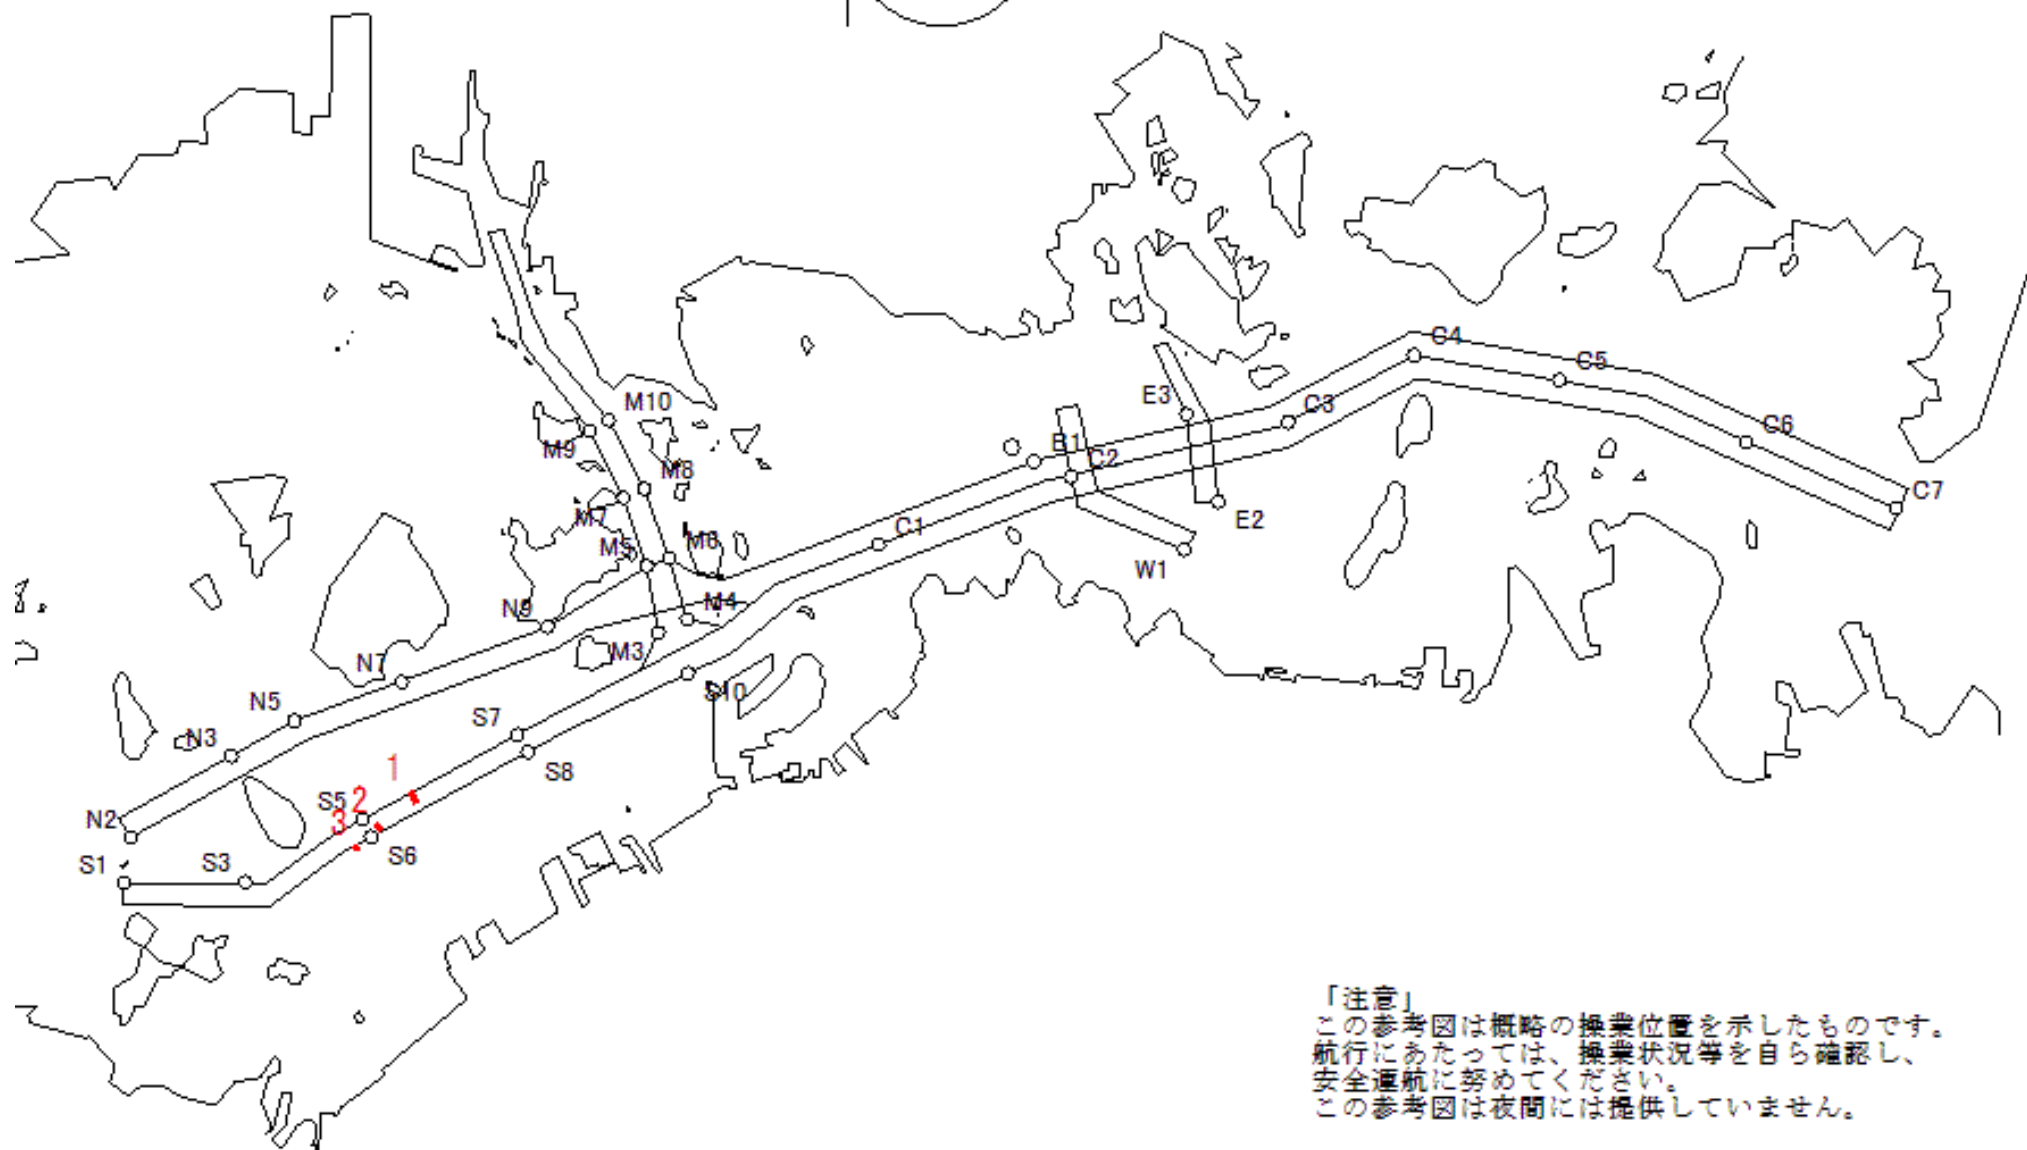 C4
C5
E3
M10
C3
C6
B1
M9
C2
M8
C7
M7
E2
C1
M5
M6
W1
N9
M4
M3
N7
S10
N5
S7
N3
1
S8
S5
2
N2
3
S6
S1
S3
「注意」
この参考図は概略の操業位置を示したものです。
航行にあたっては、操業状況等を自ら確認し、
安全運航に努めてください。
この参考図は夜間には提供していません。